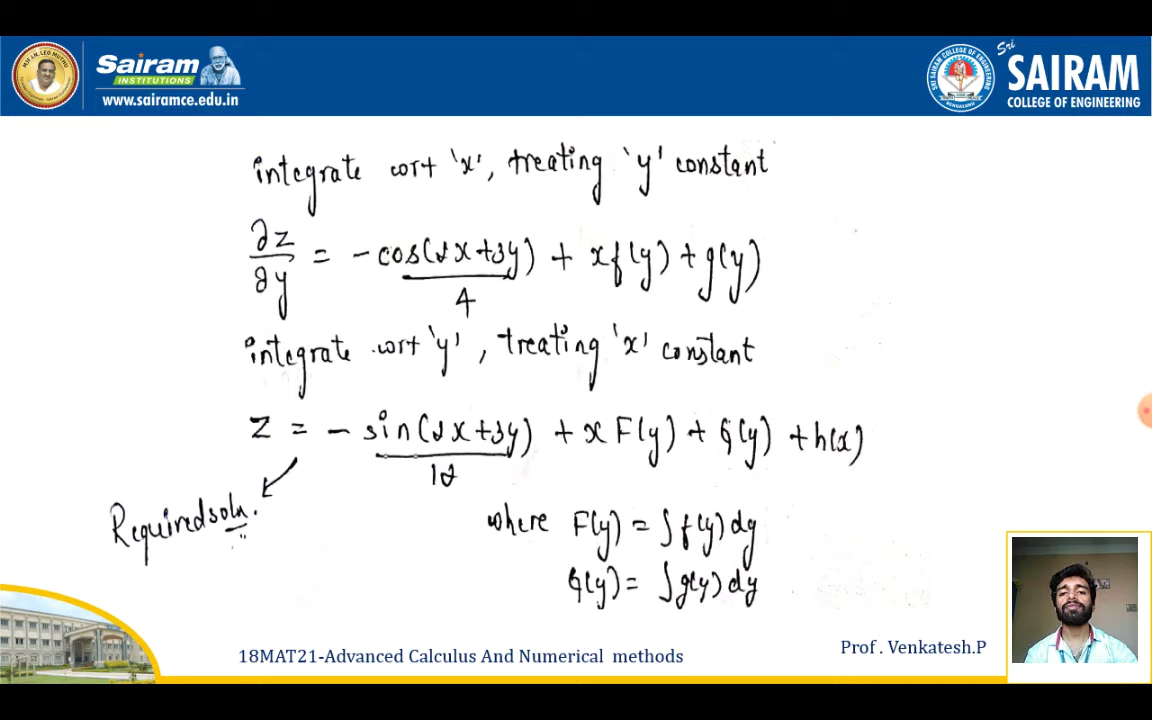 Sairam
INSTITUTIONS
www.sairamce.edu.in
Sri
SAIRAM
COLLEGE OF ENGINEERING
integrate wrt 'x', treating 'y' constant
∂z/∂y = -cos(2x+3y)/4 + xf(y) + g(y)
integrate wrt 'y', treating 'x' constant
z = -sin(2x+3y)/12 + x F(y) + G(y) + h(x)
Required soln.
where F(y) = ∫f(y)dy
G(y) = ∫g(y)dy
18MAT21-Advanced Calculus And Numerical methods
Prof . Venkatesh.P